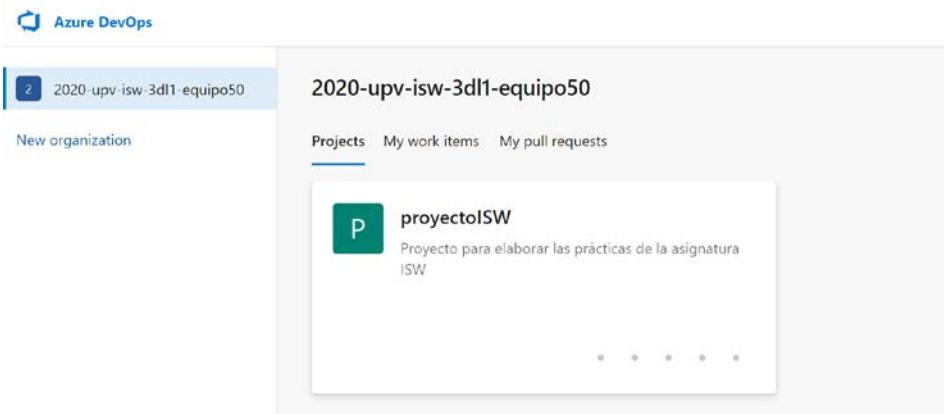 Azure DevOps
2 2020-upv-isw-3dl1-equipo50
New organization
2020-upv-isw-3dl1-equipo50
Projects My work items My pull requests
P proyectoISW
Proyecto para elaborar las prácticas de la asignatura
ISW